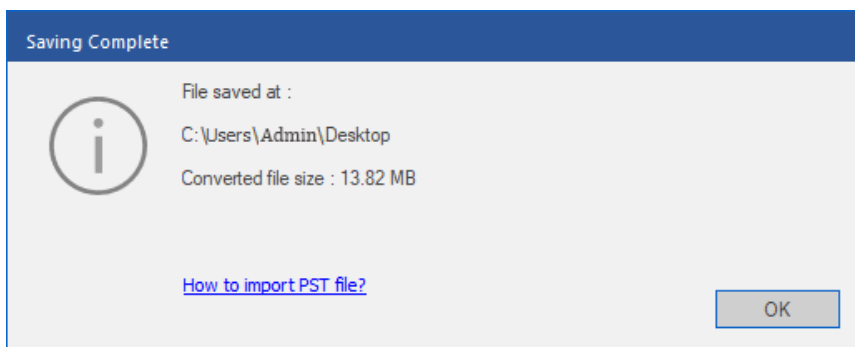 Saving Complete
File saved at :
C:\Users\Admin\Desktop
Converted file size : 13.82 MB
How to import PST file?
OK